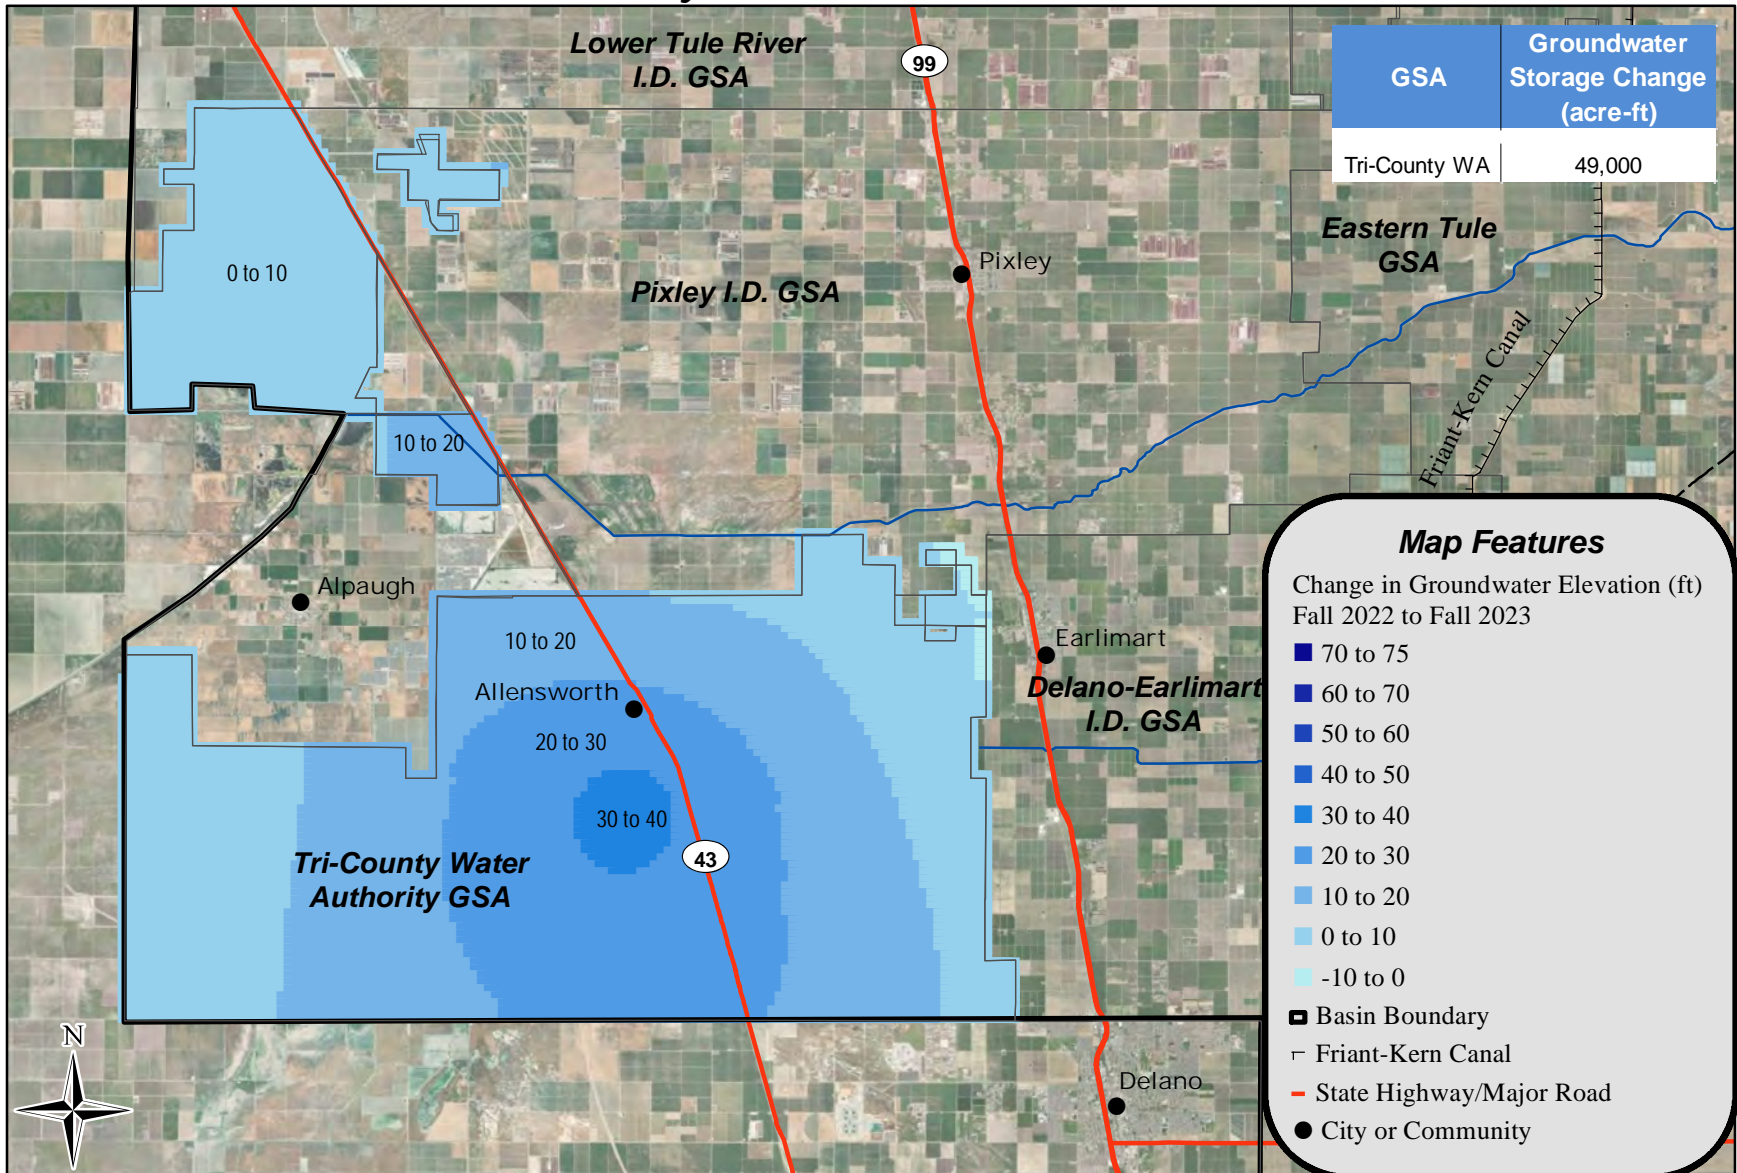 Lower Tule River
I.D. GSA
99
GSA
Groundwater
Storage Change
(acre-ft)
Tri-County WA
49,000
Eastern Tule
GSA
Pixley
0 to 10
Pixley I.D. GSA
Friant-Kern Canal
10 to 20
Alpaugh
10 to 20
Earlimart
Allensworth
Delano-Earlimart
I.D. GSA
20 to 30
30 to 40
43
Tri-County Water
Authority GSA
N
Delano
Map Features
Change in Groundwater Elevation (ft)
Fall 2022 to Fall 2023
70 to 75
60 to 70
50 to 60
40 to 50
30 to 40
20 to 30
10 to 20
0 to 10
-10 to 0
Basin Boundary
Friant-Kern Canal
State Highway/Major Road
City or Community